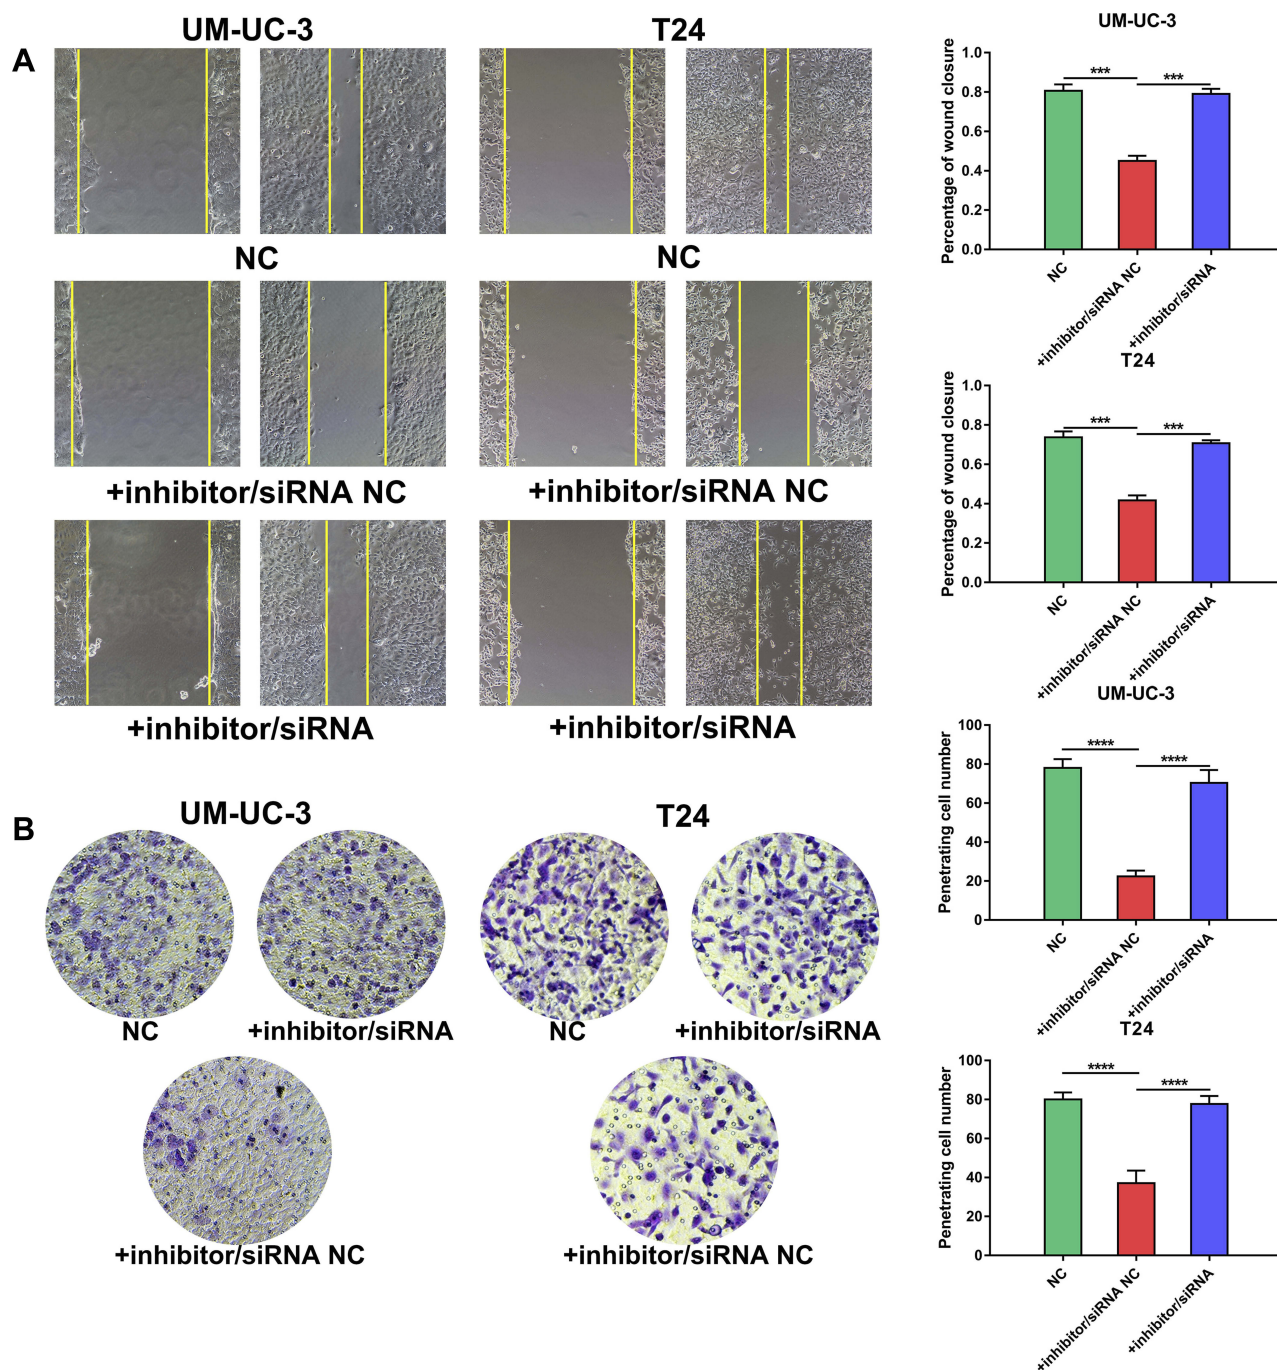 A
UM-UC-3
T24
NC
NC
+inhibitor/siRNA NC
+inhibitor/siRNA NC
+inhibitor/siRNA
+inhibitor/siRNA
B
UM-UC-3
T24
NC
+inhibitor/siRNA
NC
+inhibitor/siRNA
+inhibitor/siRNA NC
+inhibitor/siRNA NC
UM-UC-3
Percentage of wound closure
1.0
0.8
0.6
0.4
0.2
0.0
***
***
NC
+inhibitor/siRNA NC
+inhibitor/siRNA
T24
Percentage of wound closure
1.0
0.8
0.6
0.4
0.2
0.0
***
***
NC
+inhibitor/siRNA NC
+inhibitor/siRNA
UM-UC-3
Penetrating cell number
100
80
60
40
20
0
****
****
NC
+inhibitor/siRNA NC
+inhibitor/siRNA
T24
Penetrating cell number
100
80
60
40
20
0
****
****
NC
+inhibitor/siRNA NC
+inhibitor/siRNA